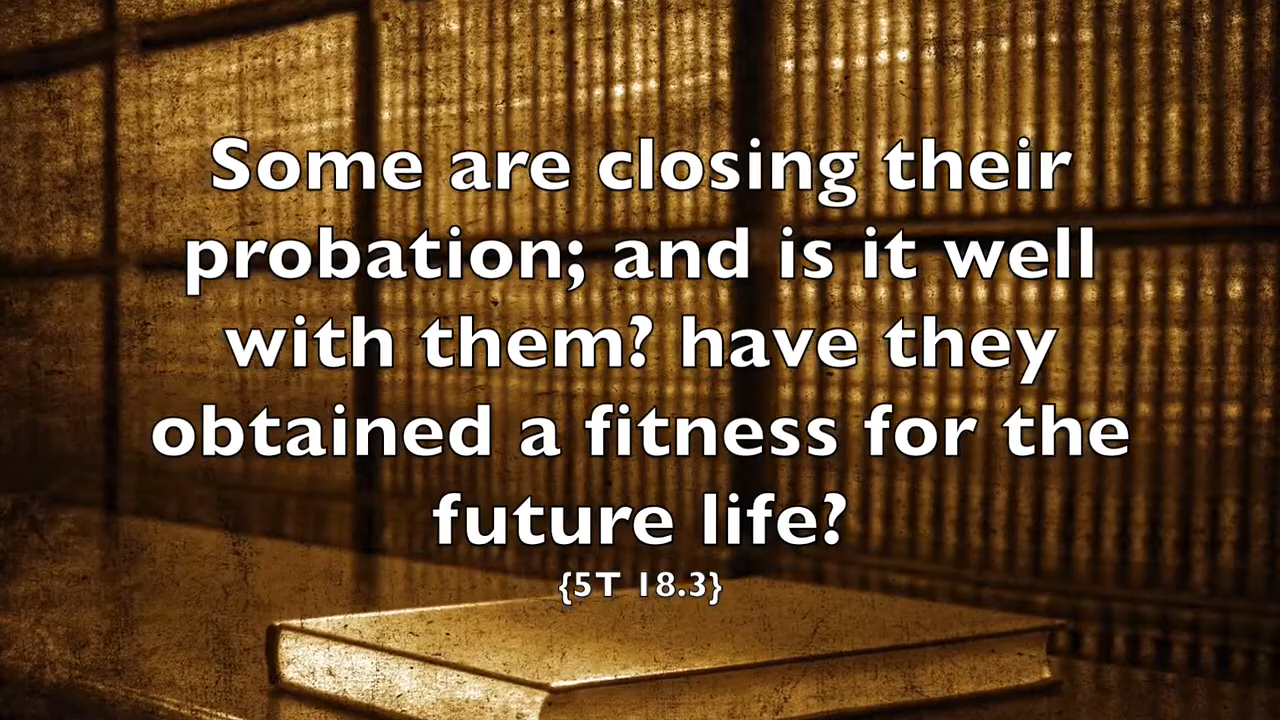 Some are closing their
probation; and is it well
with them? have they
obtained a fitness for the
future life?
{5T 18.3}